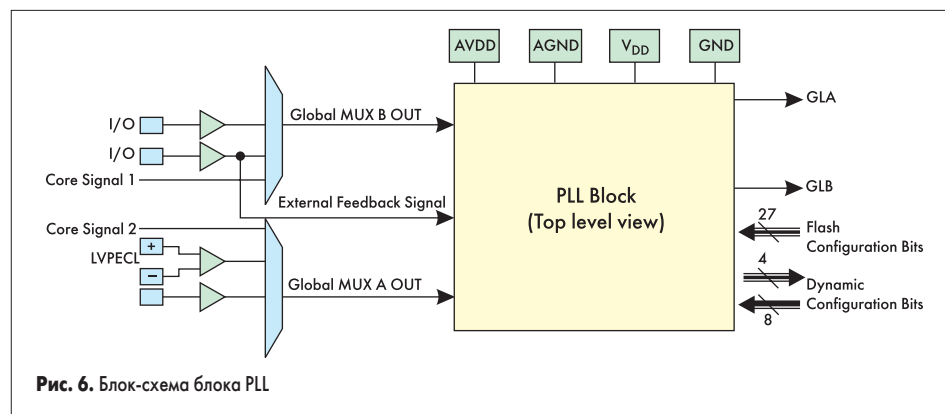 AVDD
AGND
VDD
GND
I/O
Global MUX B OUT
GLA
I/O
Core Signal 1
External Feedback Signal
PLL Block
(Top level view)
GLB
Core Signal 2
27
Flash
Configuration Bits
+
LVPECL
−
4
Dynamic
Configuration Bits
8
Global MUX A OUT
Рис. 6. Блок-схема блока PLL